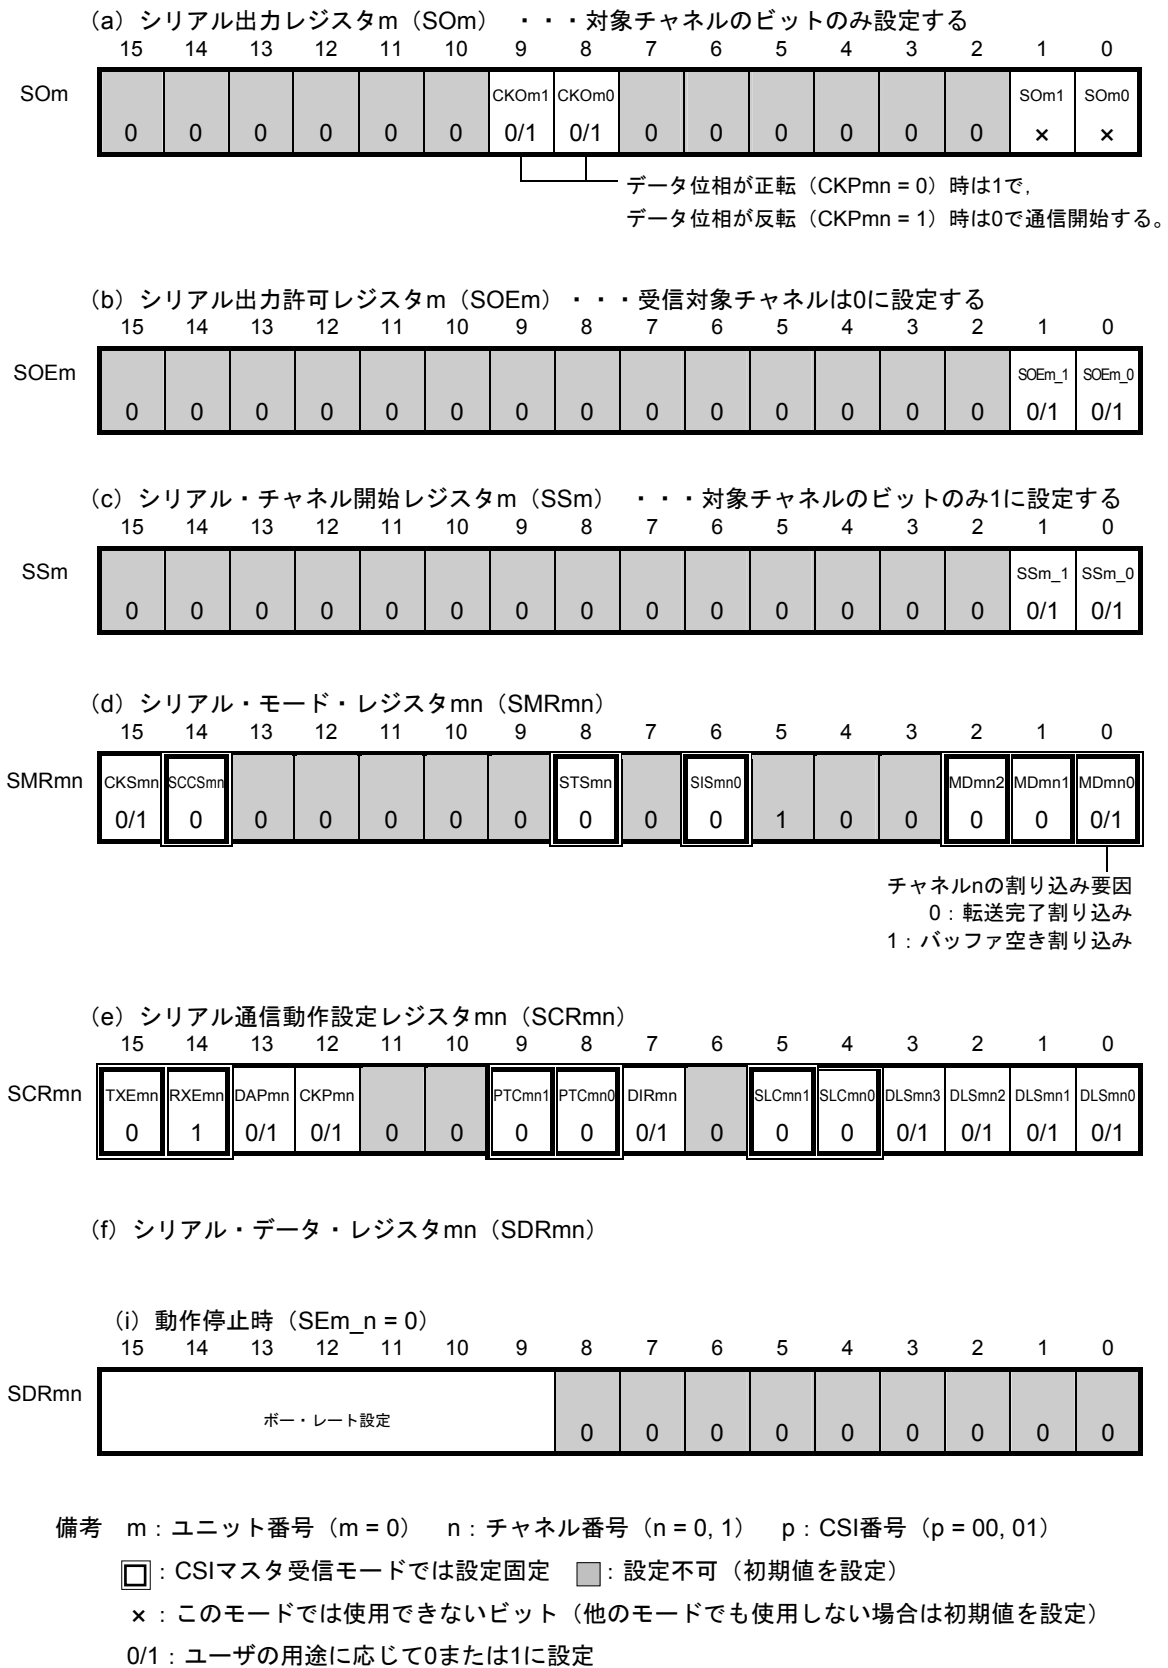 (a) シリアル出力レジスタm（SOm） ・・・対象チャネルのビットのみ設定する
15 14 13 12 11 10 9 8 7 6 5 4 3 2 1 0
SOm
CKOm1 CKOm0 SOm1 SOm0
0 0 0 0 0 0 0/1 0/1 0 0 0 0 0 0 × ×
データ位相が正転（CKPmn = 0）時は1で,
データ位相が反転（CKPmn = 1）時は0で通信開始する。
(b) シリアル出力許可レジスタm（SOEm）・・・受信対象チャネルは0に設定する
15 14 13 12 11 10 9 8 7 6 5 4 3 2 1 0
SOEm
SOEm_1 SOEm_0
0 0 0 0 0 0 0 0 0 0 0 0 0 0 0/1 0/1
(c) シリアル・チャネル開始レジスタm（SSm） ・・・対象チャネルのビットのみ1に設定する
15 14 13 12 11 10 9 8 7 6 5 4 3 2 1 0
SSm
SSm_1 SSm_0
0 0 0 0 0 0 0 0 0 0 0 0 0 0 0/1 0/1
(d) シリアル・モード・レジスタmn（SMRmn）
15 14 13 12 11 10 9 8 7 6 5 4 3 2 1 0
SMRmn
CKSmn SCCSmn STSmn SISmn0 MDmn2 MDmn1 MDmn0
0/1 0 0 0 0 0 0 0 0 0 1 0 0 0 0 0/1
チャネルnの割り込み要因
0：転送完了割り込み
1：バッファ空き割り込み
(e) シリアル通信動作設定レジスタmn（SCRmn）
15 14 13 12 11 10 9 8 7 6 5 4 3 2 1 0
SCRmn
TXEmn RXEmn DAPmn CKPmn PTCmn1 PTCmn0 DIRmn SLCmn1 SLCmn0 DLSmn3 DLSmn2 DLSmn1 DLSmn0
0 1 0/1 0/1 0 0 0 0 0/1 0 0 0 0/1 0/1 0/1 0/1
(f) シリアル・データ・レジスタmn（SDRmn）
(i) 動作停止時（SEm_n = 0）
15 14 13 12 11 10 9 8 7 6 5 4 3 2 1 0
SDRmn
ボー・レート設定
0 0 0 0 0 0 0 0 0
備考 m：ユニット番号（m = 0） n：チャネル番号（n = 0, 1） p：CSI番号（p = 00, 01）
：CSIマスタ受信モードでは設定固定 ：設定不可（初期値を設定）
×：このモードでは使用できないビット（他のモードでも使用しない場合は初期値を設定）
0/1：ユーザの用途に応じて0または1に設定